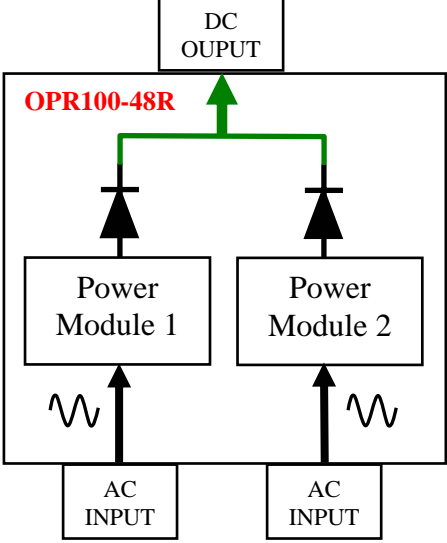 DC
OUPUT
OPR100-48R
Power
Module 1
Power
Module 2
AC
INPUT
AC
INPUT